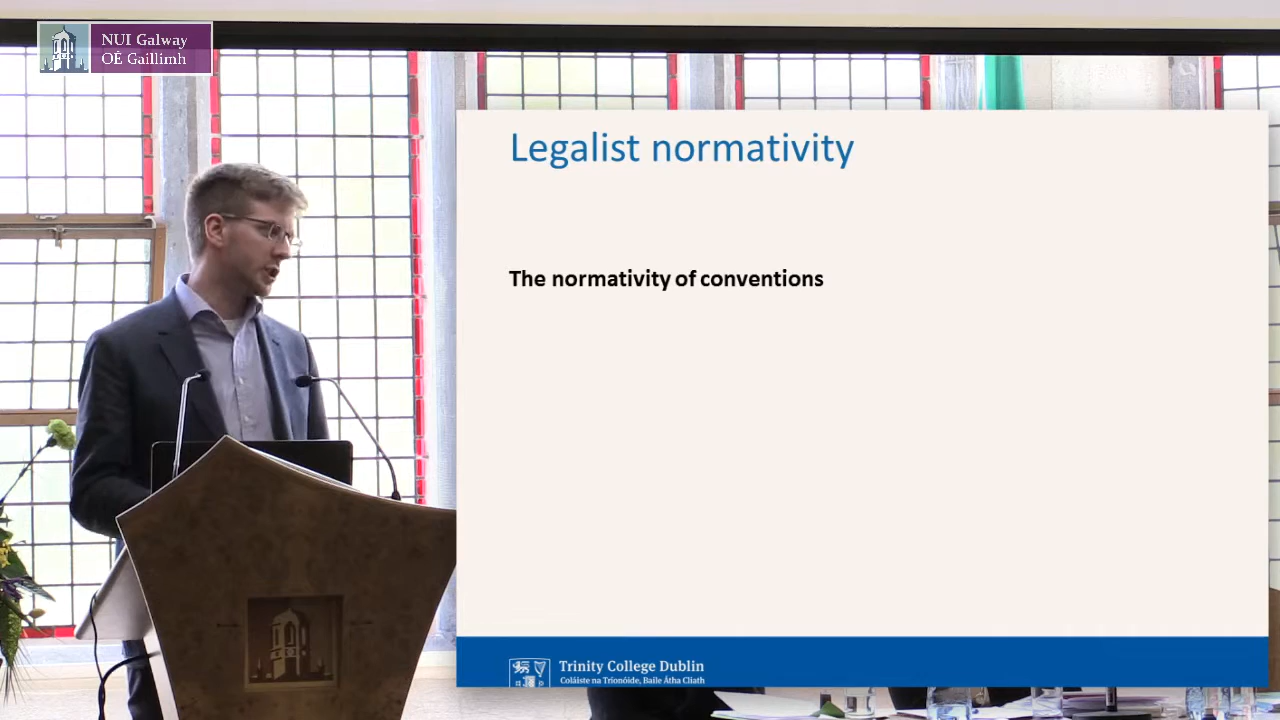 NUI Galway
OÉ Gaillimh
Legalist normativity
The normativity of conventions
Trinity College Dublin
Coláiste na Tríonóide, Baile Átha Cliath